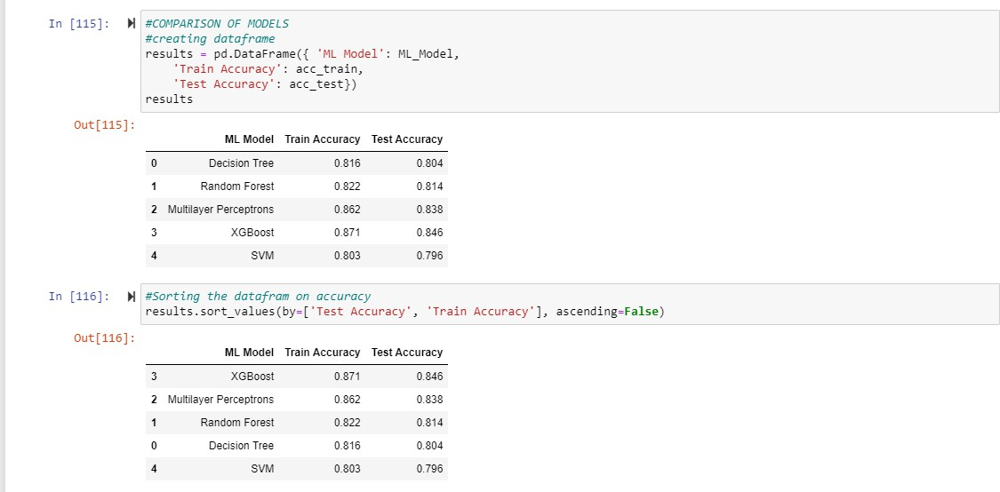 In [115]:
#COMPARISON OF MODELS
#creating dataframe
results = pd.DataFrame({ 'ML Model': ML_Model,
    'Train Accuracy': acc_train,
    'Test Accuracy': acc_test})
results
Out[115]:
ML Model Train Accuracy Test Accuracy
0 Decision Tree 0.816 0.804
1 Random Forest 0.822 0.814
2 Multilayer Perceptrons 0.862 0.838
3 XGBoost 0.871 0.846
4 SVM 0.803 0.796
In [116]:
#Sorting the datafram on accuracy
results.sort_values(by=['Test Accuracy', 'Train Accuracy'], ascending=False)
Out[116]:
ML Model Train Accuracy Test Accuracy
3 XGBoost 0.871 0.846
2 Multilayer Perceptrons 0.862 0.838
1 Random Forest 0.822 0.814
0 Decision Tree 0.816 0.804
4 SVM 0.803 0.796